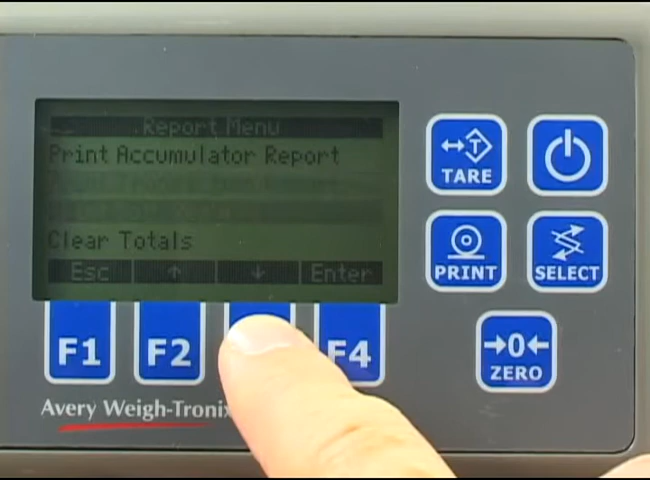 Report Menu
Print Accumulator Report
Clear Totals
Esc ↑ ↓ Enter
F1 F2 F4
Avery Weigh-Tronix
TARE
PRINT SELECT
→0← 
ZERO